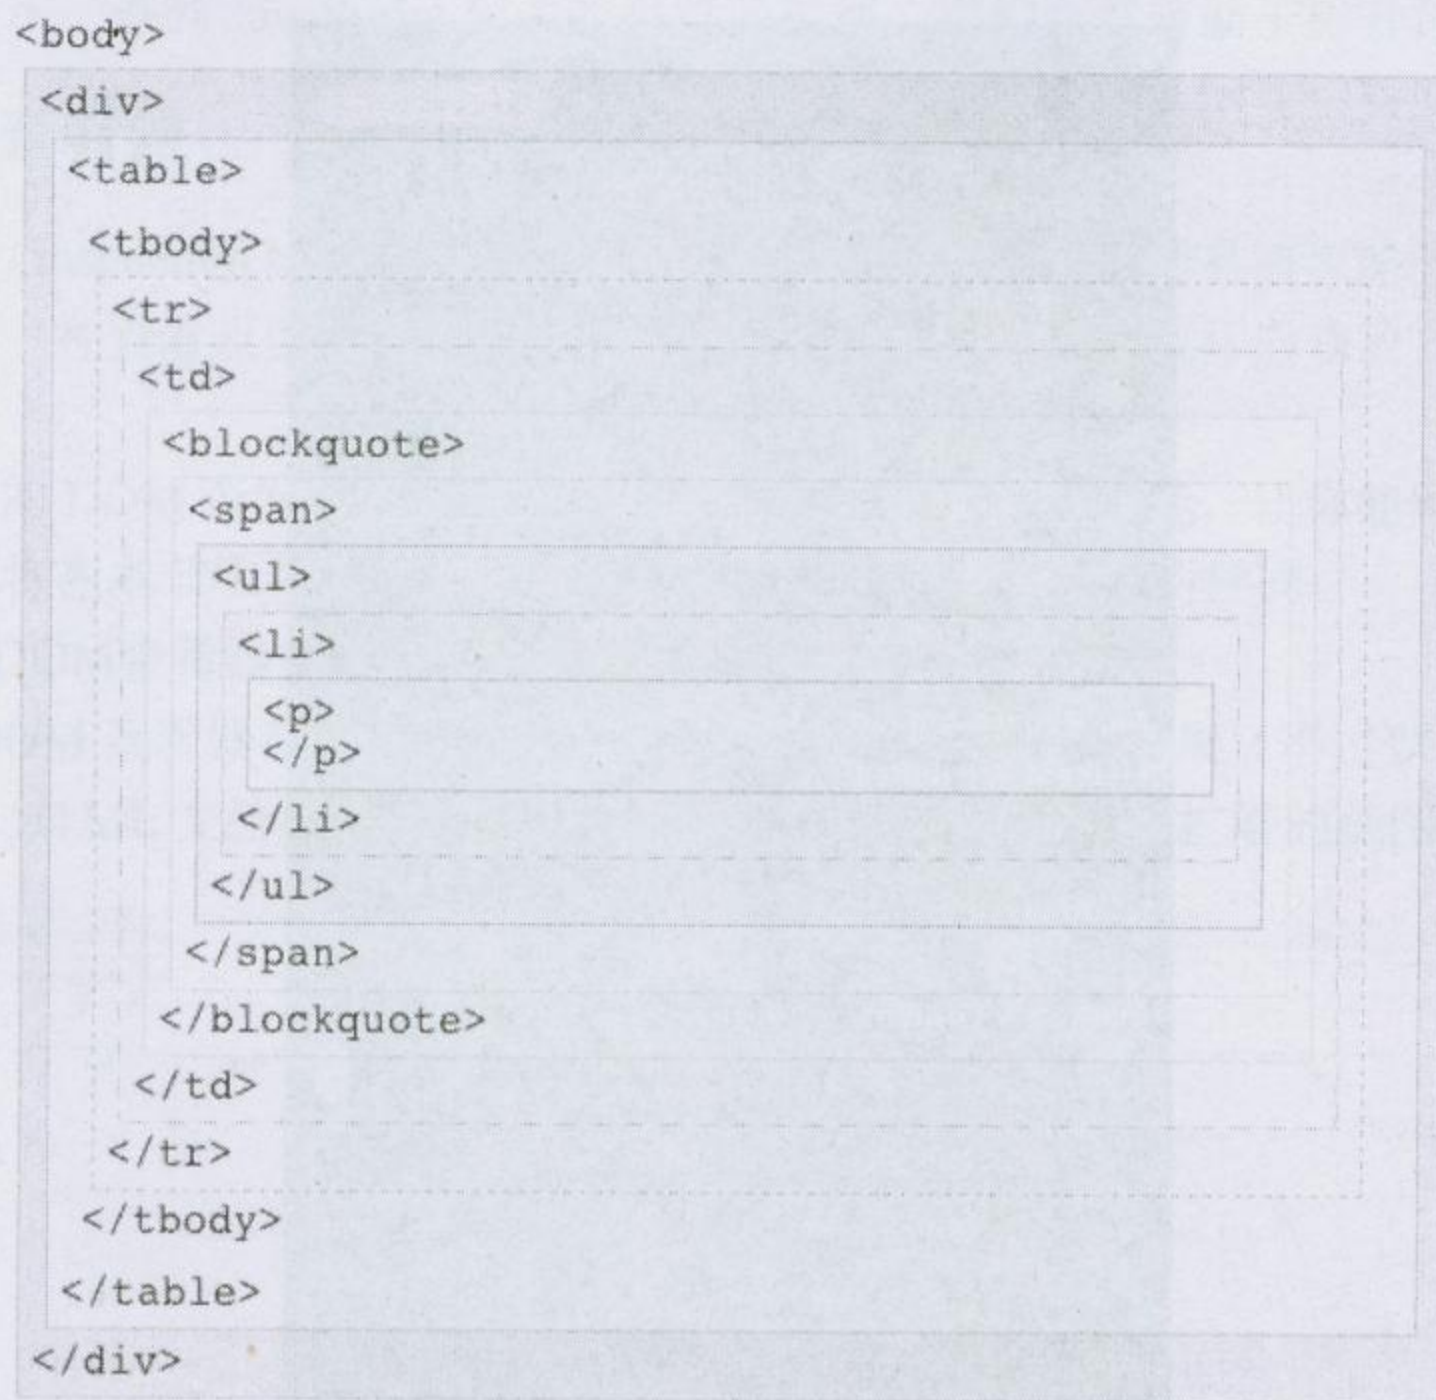 <body>
<div>
<table>
<tbody>
<tr>
<td>
<blockquote>
<span>
<ul>
<li>
<p>
</p>
</li>
</ul>
</span>
</blockquote>
</td>
</tr>
</tbody>
</table>
</div>